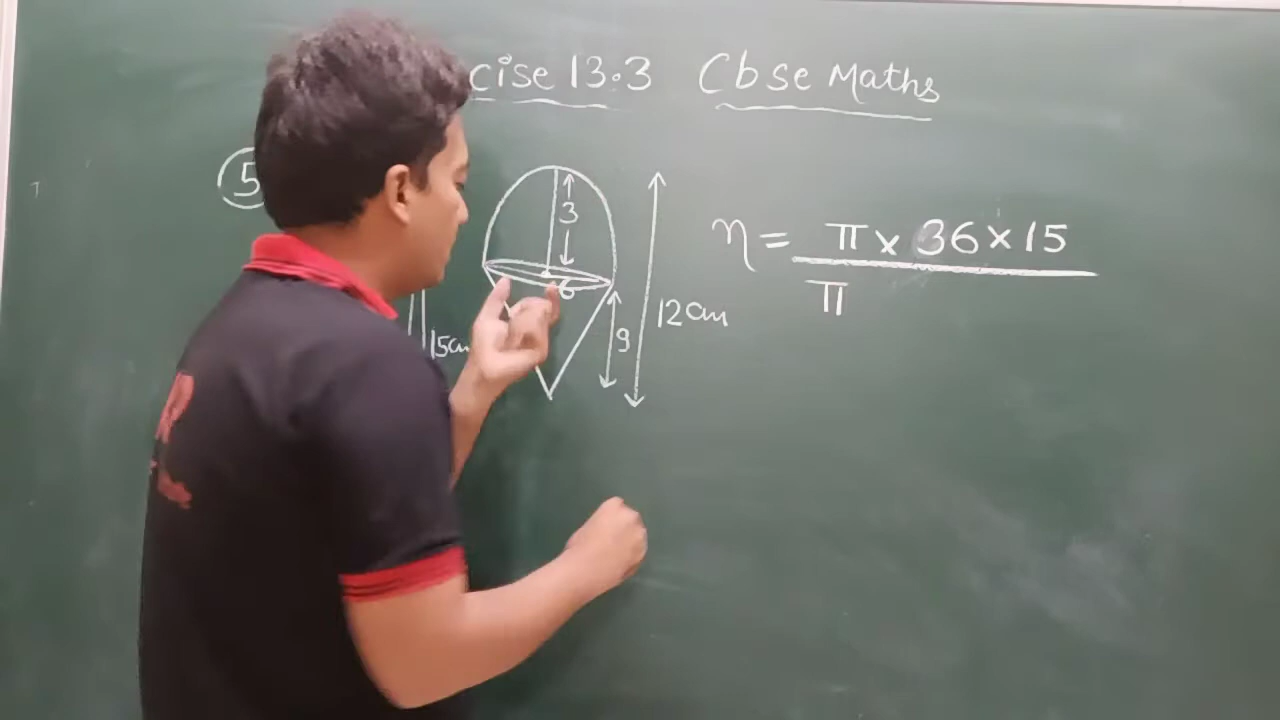 cise 13.3 Cbse Maths
5
3
6
15cm
9
12cm
η = π × 36 × 15
π